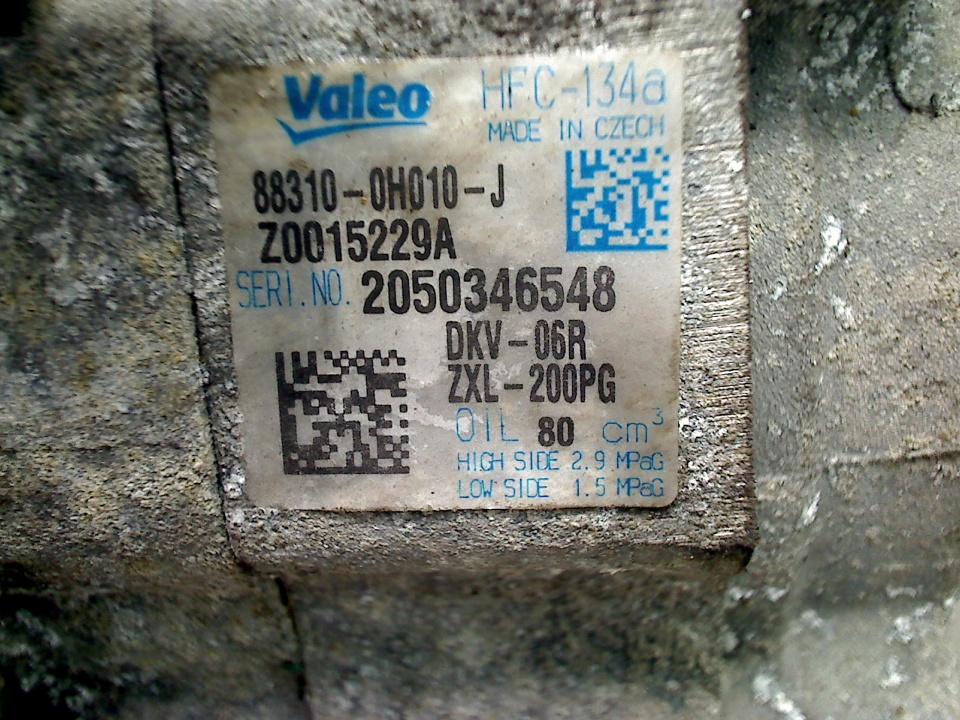 Valeo HFC-134a
MADE IN CZECH
88310-0H010-J
Z0015229A
SERI.NO. 2050346548
DKV-06R
ZXL-200PG
OIL 80 cm³
HIGH SIDE 2.9 MPaG
LOW SIDE 1.5 MPaG